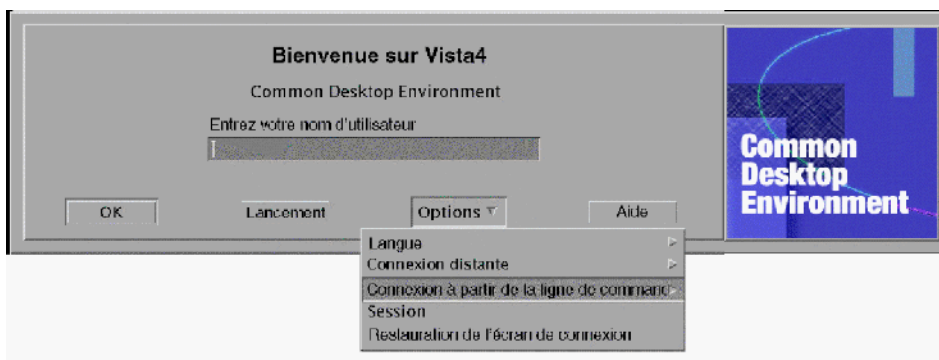 Bienvenue sur Vista4
Common Desktop Environment
Entrez votre nom d'utilisateur
OK
Lancement
Options
Aide
Common
Desktop
Environment
Langue
Connexion distante
Connexion à partir de la ligne de commande
Session
Restauration de l'écran de connexion